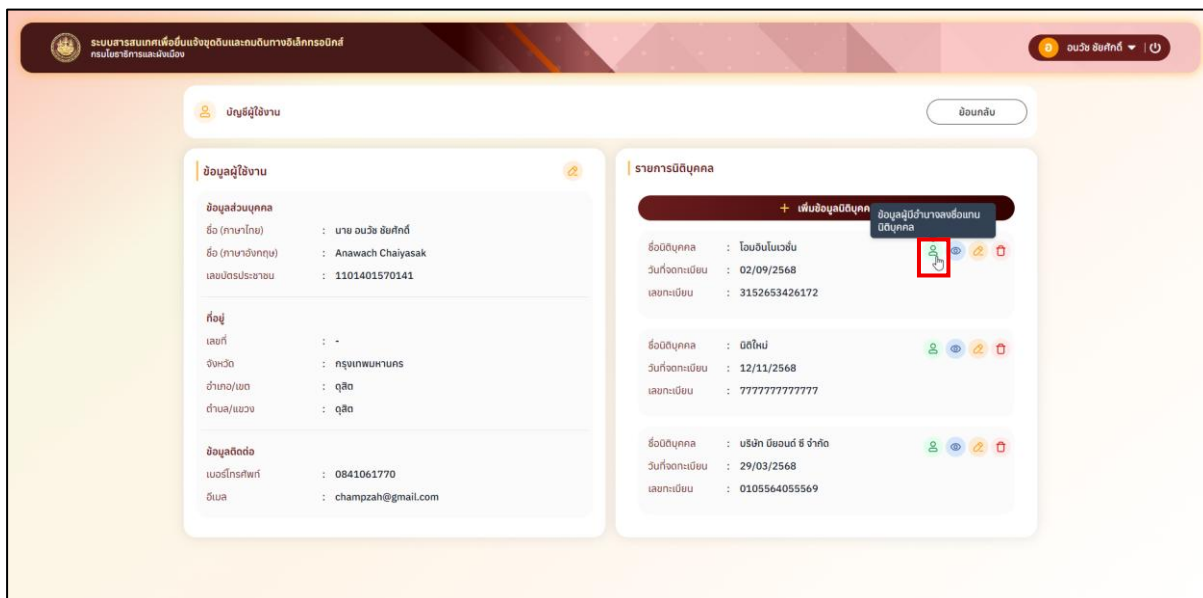 ระบบสารสนเทศเพื่อยื่นแจ้งขุดดินและถมดินทางอิเล็กทรอนิกส์
กรมโยธาธิการและผังเมือง
อ อนวัช ชัยศักดิ์
บัญชีผู้ใช้งาน
ย้อนกลับ
ข้อมูลผู้ใช้งาน
ข้อมูลส่วนบุคคล
ชื่อ (ภาษาไทย) : นาย อนวัช ชัยศักดิ์
ชื่อ (ภาษาอังกฤษ) : Anawach Chaiyasak
เลขบัตรประชาชน : 1101401570141
ที่อยู่
เลขที่ : -
จังหวัด : กรุงเทพมหานคร
อำเภอ/เขต : ดุสิต
ตำบล/แขวง : ดุสิต
ข้อมูลติดต่อ
เบอร์โทรศัพท์ : 0841061770
อีเมล : champzah@gmail.com
รายการนิติบุคคล
+ เพิ่มข้อมูลนิติบุคค
ข้อมูลผู้มีอำนาจลงชื่อแทน
นิติบุคคล
ชื่อนิติบุคคล : โอมอินโนเวชั่น
วันที่จดทะเบียน : 02/09/2568
เลขทะเบียน : 3152653426172
ชื่อนิติบุคคล : นิติใหม่
วันที่จดทะเบียน : 12/11/2568
เลขทะเบียน : 7777777777777
ชื่อนิติบุคคล : บริษัท บียอนด์ ซี จำกัด
วันที่จดทะเบียน : 29/03/2568
เลขทะเบียน : 0105564055569